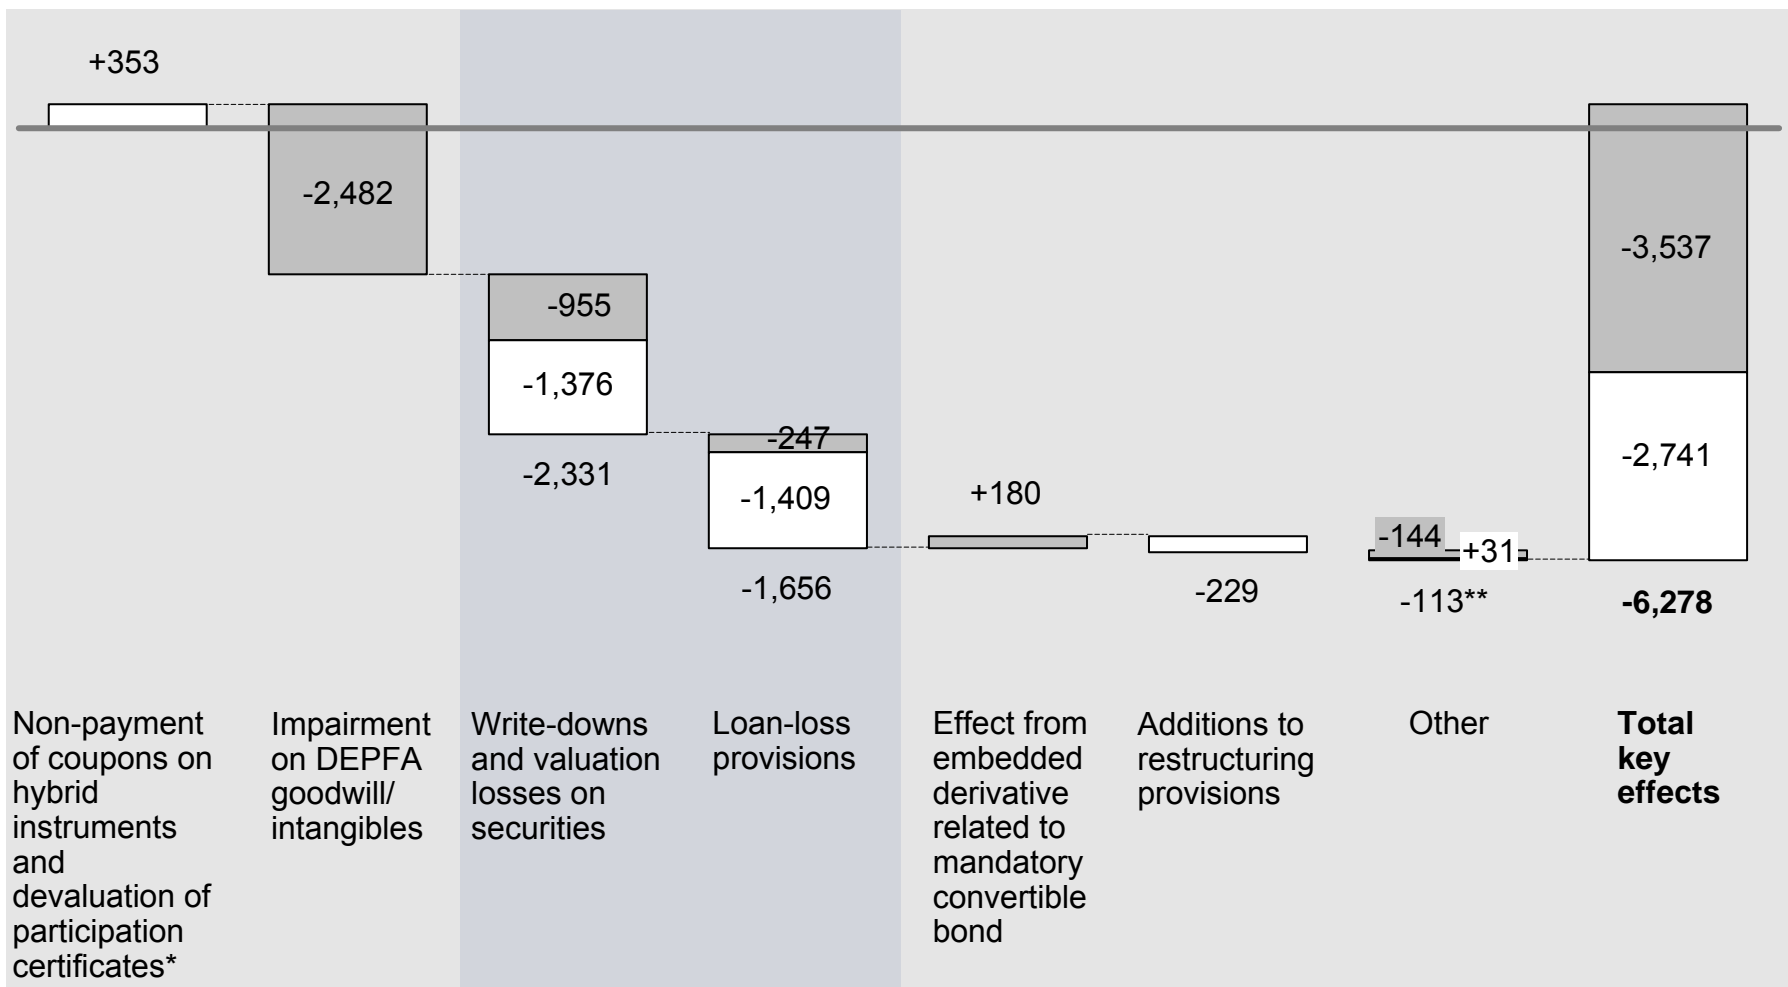 +353
-2,482
-955
-1,376
-2,331
-247
-1,409
-1,656
+180
-229
-144
+31
-113**
-3,537
-2,741
-6,278
Non-payment
of coupons on
hybrid
instruments
and
devaluation of
participation
certificates*
Impairment
on DEPFA
goodwill/
intangibles
Write-downs
and valuation
losses on
securities
Loan-loss
provisions
Effect from
embedded
derivative
related to
mandatory
convertible
bond
Additions to
restructuring
provisions
Other
Total
key
effects